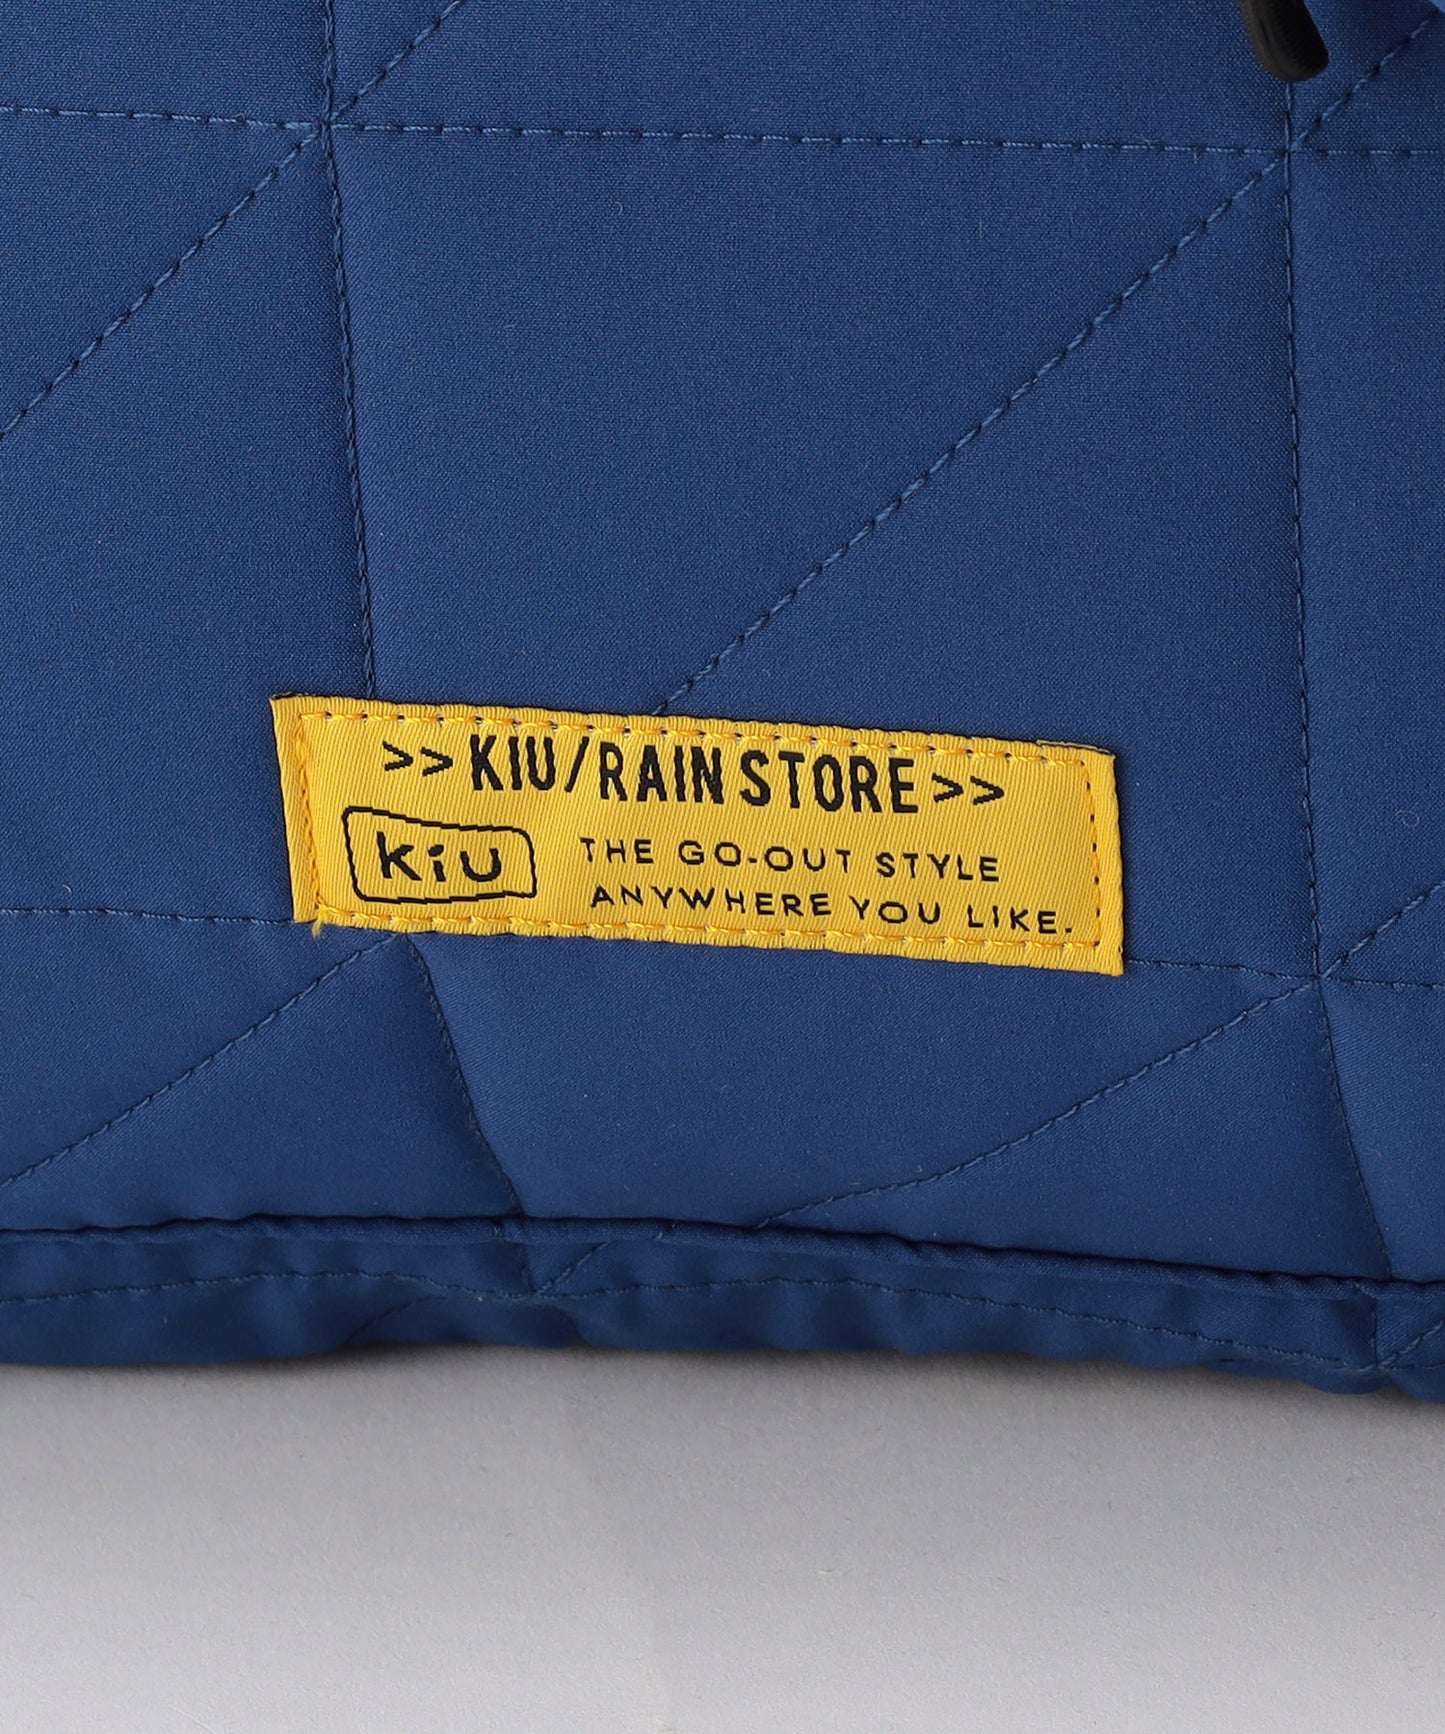 >> KIU/RAIN STORE >>
kiu
THE GO-OUT STYLE
ANYWHERE YOU LIKE.